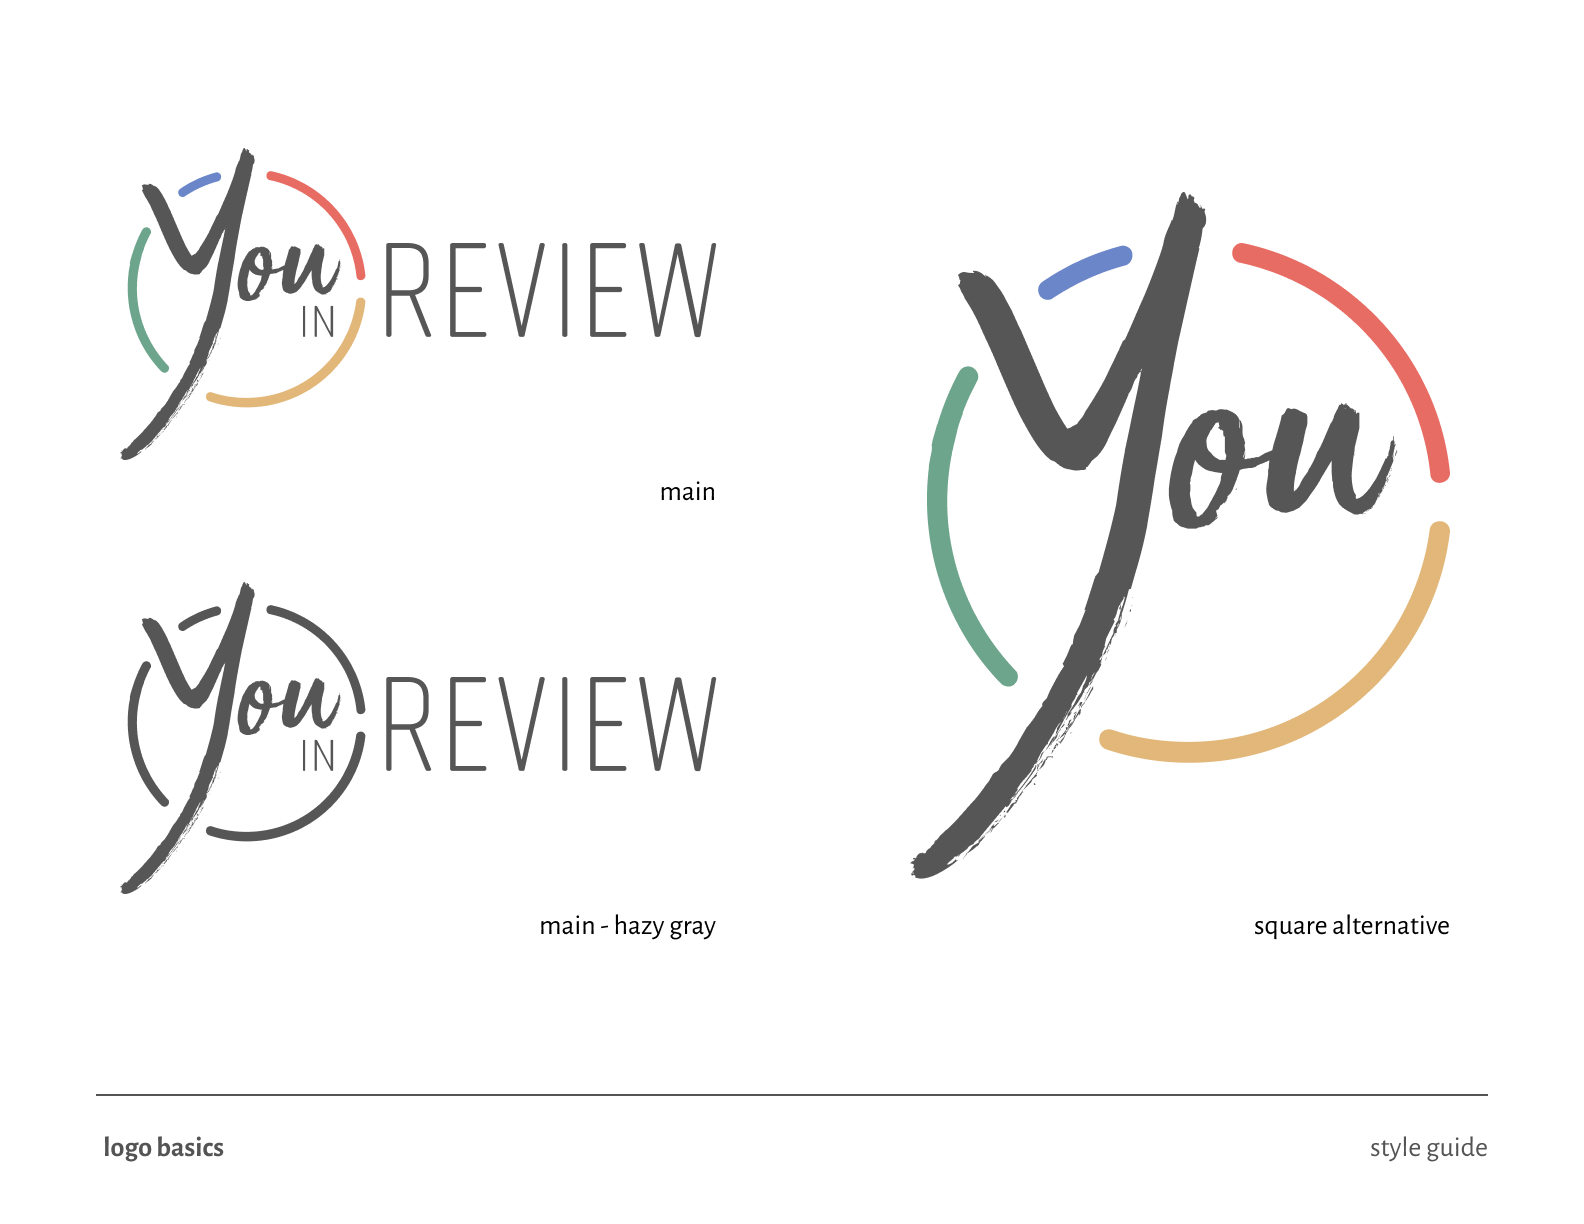 You
IN REVIEW
main
You
IN REVIEW
main - hazy gray
You
square alternative
logo basics
style guide